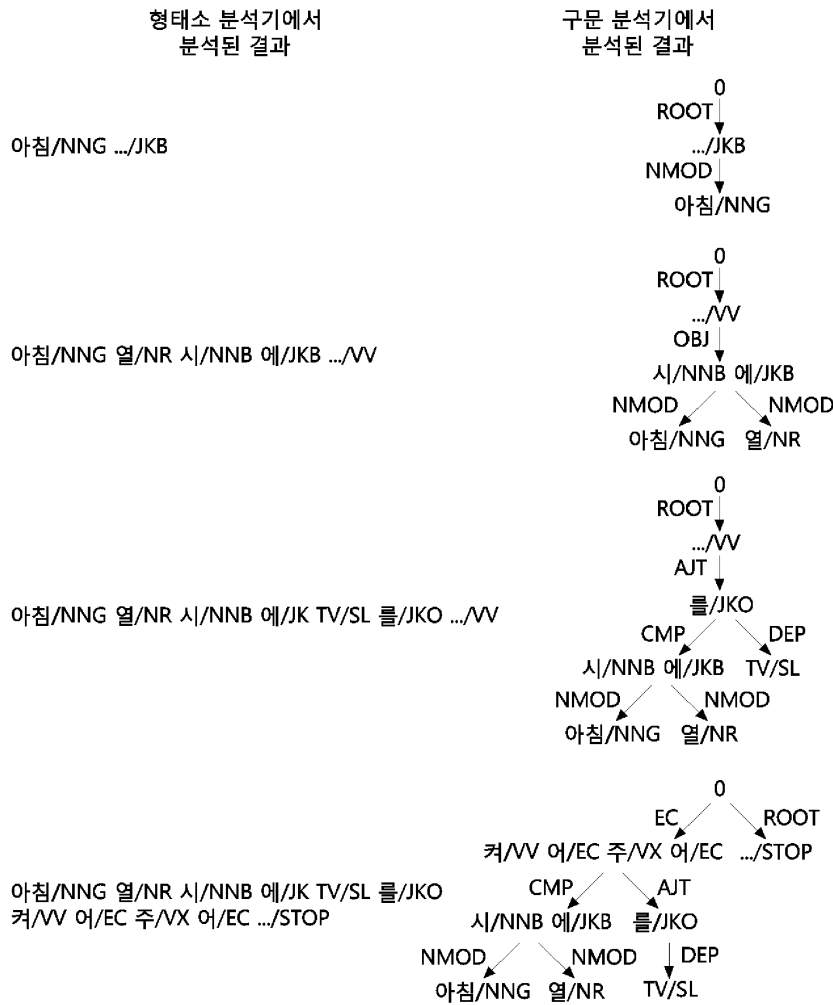 형태소 분석기에서
분석된 결과
구문 분석기에서
분석된 결과
아침/NNG .../JKB
0
ROOT
.../JKB
NMOD
아침/NNG
아침/NNG 열/NR 시/NNB 에/JKB .../VV
0
ROOT
.../VV
OBJ
시/NNB 에/JKB
NMOD NMOD
아침/NNG 열/NR
아침/NNG 열/NR 시/NNB 에/JK TV/SL 를/JKO .../VV
0
ROOT
.../VV
AJT
를/JKO
CMP DEP
시/NNB 에/JKB TV/SL
NMOD NMOD
아침/NNG 열/NR
아침/NNG 열/NR 시/NNB 에/JK TV/SL 를/JKO
켜/VV 어/EC 주/VX 어/EC .../STOP
0
EC ROOT
켜/VV 어/EC 주/VX 어/EC .../STOP
CMP AJT
시/NNB 에/JKB 를/JKO
NMOD NMOD DEP
아침/NNG 열/NR TV/SL